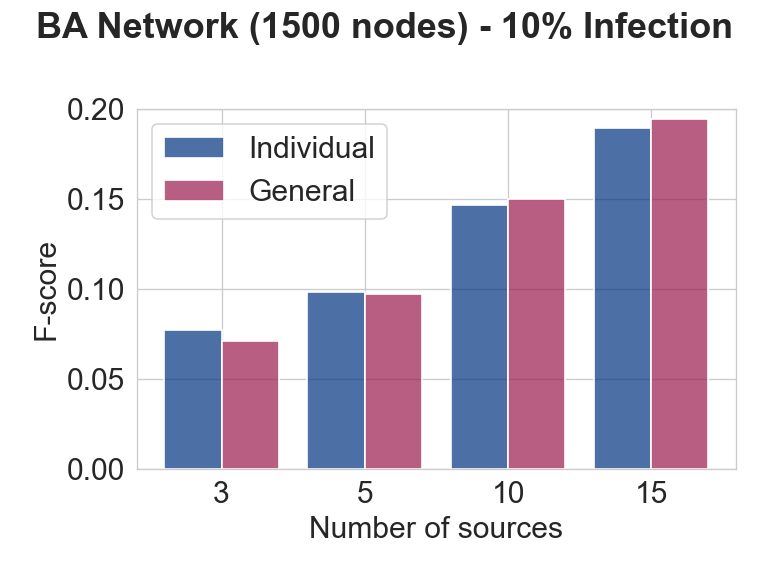 BA Network (1500 nodes) - 10% Infection
0.20
0.15
0.10
0.05
0.00
F-score
Individual
General
3 5 10 15
Number of sources